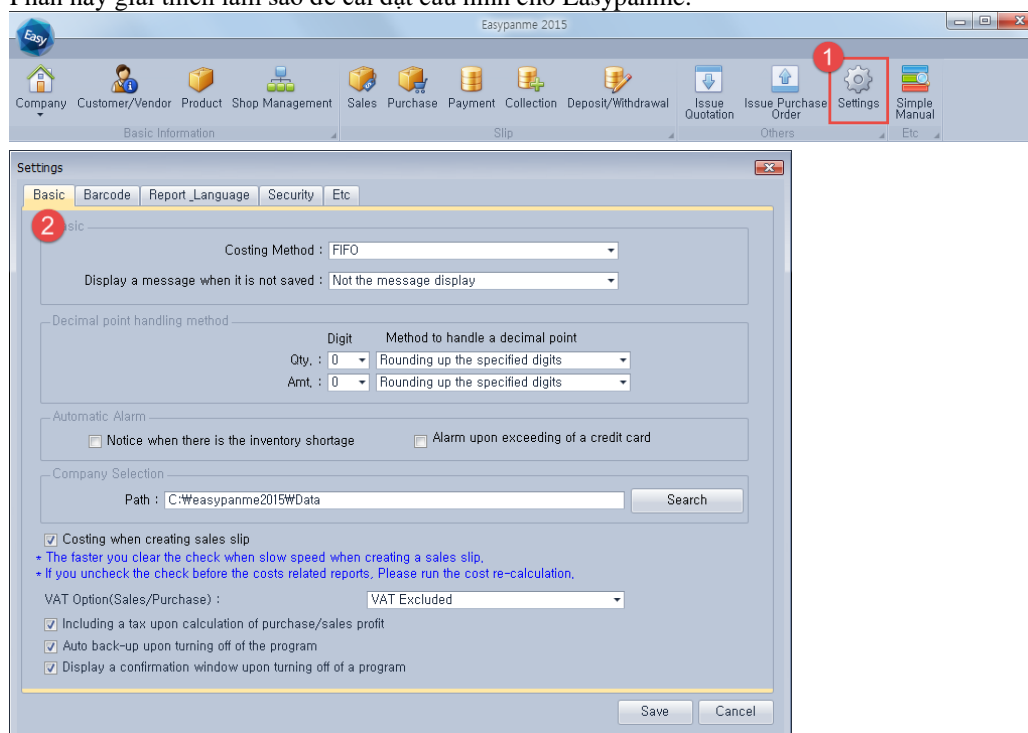 Phần này giải thích làm sao để cài đặt cấu hình cho Easypanme.
Easypanme 2015
Easy
1
Company Customer/Vendor Product Shop Management Sales Purchase Payment Collection Deposit/Withdrawal Issue Quotation Issue Purchase Order Settings Simple Manual
Basic Information Slip Others Etc
Settings
Basic Barcode Report_Language Security Etc
2
Costing Method : FIFO
Display a message when it is not saved : Not the message display
Decimal point handling method
Digit Method to handle a decimal point
Qty. : 0 Rounding up the specified digits
Amt. : 0 Rounding up the specified digits
Automatic Alarm
Notice when there is the inventory shortage Alarm upon exceeding of a credit card
Company Selection
Path : C:₩easypanme2015₩Data Search
Costing when creating sales slip
* The faster you clear the check when slow speed when creating a sales slip.
* If you uncheck the check before the costs related reports, Please run the cost re-calculation.
VAT Option(Sales/Purchase) : VAT Excluded
Including a tax upon calculation of purchase/sales profit
Auto back-up upon turning off of the program
Display a confirmation window upon turning off of a program
Save Cancel